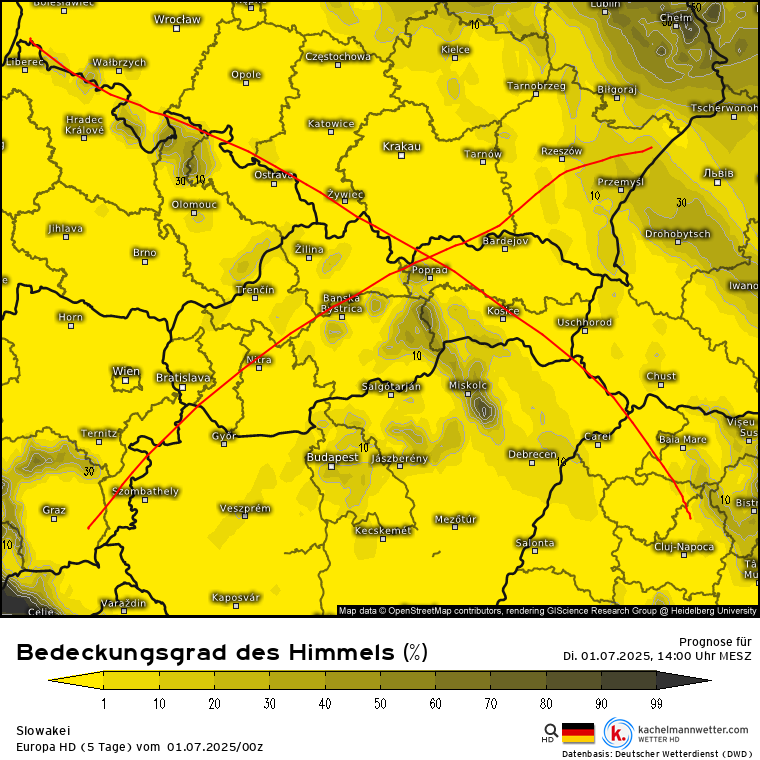 Bolesławiec
Wrocław
Lublin
Chełm
50
10
Kielce
Liberec
Wałbrzych
Częstochowa
Opole
Tarnobrzeg
Biłgoraj
Tscherwonoh
Hradec
Králové
Katowice
Krakau
Tarnów
Rzeszów
30
10
Ostrava
Żywiec
Przemyśl
Львів
10
30
Olomouc
Jihlava
Brno
Žilina
Bardejov
Drohobytsch
Poprad
Trenčín
Banská
Bystrica
Košice
Iwano
Horn
Uschhorod
10
Nitra
Wien
Bratislava
Salgótarján
Miskolc
Chust
Ternitz
Győr
Carei
Baia Mare
Vișeu
Sus
10
Budapest
Jászberény
Debrecen
10
30
Szombathely
Graz
Veszprém
Kecskemét
Mezőtúr
Salonta
10
Bistr
10
Cluj-Napoca
Tâ
Mu
Kaposvár
Varaždin
Celje
Map data © OpenStreetMap contributors, rendering GIScience Research Group @ Heidelberg University
Bedeckungsgrad des Himmels (%)
Prognose für
Di. 01.07.2025, 14:00 Uhr MESZ
1 10 20 30 40 50 60 70 80 90 99
Slowakei
Europa HD (5 Tage) vom 01.07.2025/00z
HD
k.
kachelmannwetter.com
WETTER HD
Datenbasis: Deutscher Wetterdienst (DWD)